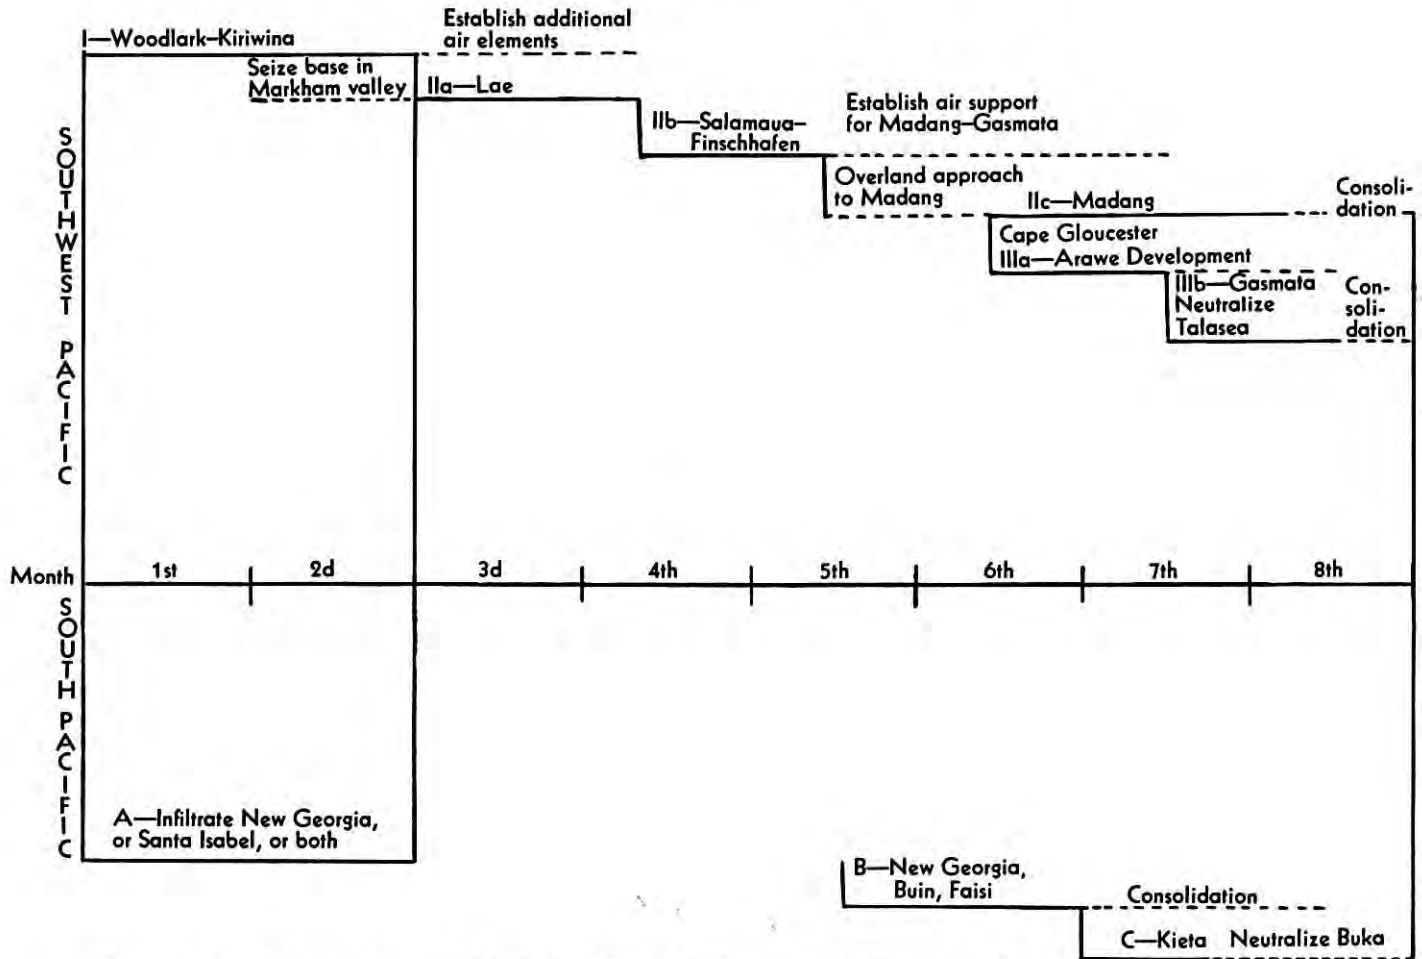 I—Woodlark–Kiriwina
Establish additional
air elements
Seize base in
Markham valley
IIa—Lae
IIb—Salamaua–
Finschhafen
Establish air support
for Madang–Gasmata
Overland approach
to Madang
IIc—Madang
Consoli-
dation
Cape Gloucester
IIIa—Arawe Development
IIIb—Gasmata
Neutralize
Talasea
Con-
soli-
dation
SOUTHWEST PACIFIC
Month 1st 2d 3d 4th 5th 6th 7th 8th
SOUTH PACIFIC
A—Infiltrate New Georgia,
or Santa Isabel, or both
B—New Georgia,
Buin, Faisi
Consolidation
C—Kieta Neutralize Buka